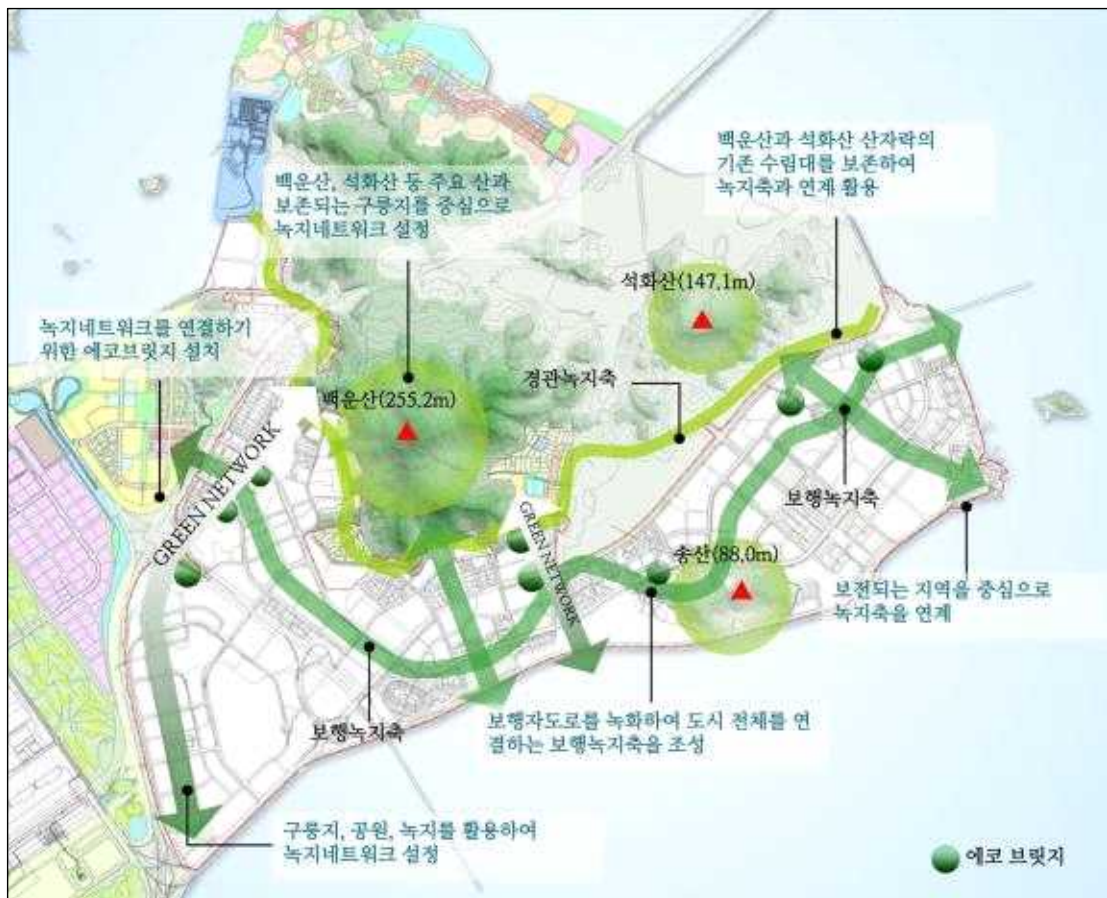 백운산과 석화산 산자락의
기존 수림대를 보존하여
녹지축과 연계 활용
백운산, 석화산 등 주요 산과
보존되는 구릉지를 중심으로
녹지네트워크 설정
석화산(147.1m)
녹지네트워크를 연결하기
위한 에코브릿지 설치
경관녹지축
백운산(255.2m)
GREEN NETWORK
보행녹지축
GREEN NETWORK
송산(88.0m)
보전되는 지역을 중심으로
녹지축을 연계
보행녹지축
보행자도로를 녹화하여 도시 전체를 연
결하는 보행녹지축을 조성
구릉지, 공원, 녹지를 활용하여
녹지네트워크 설정
에코 브릿지